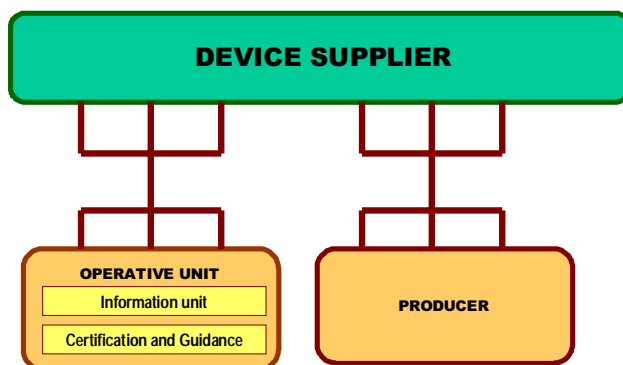 DEVICE SUPPLIER
OPERATIVE UNIT
Information unit
Certification and Guidance
PRODUCER